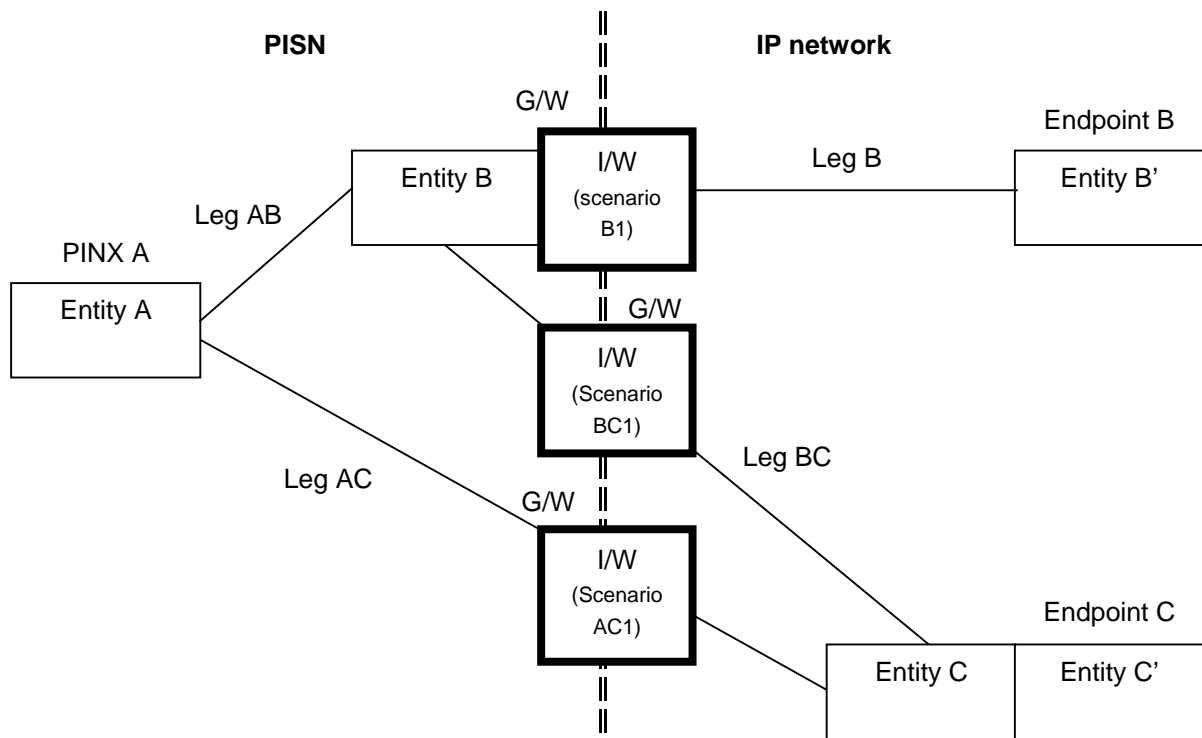 PISN
IP network
G/W
Endpoint B
I/W
(scenario
B1)
Entity B
Leg B
Entity B’
Leg AB
PINX A
Entity A
G/W
I/W
(Scenario
BC1)
Leg BC
Leg AC
G/W
I/W
(Scenario
AC1)
Endpoint C
Entity C
Entity C’